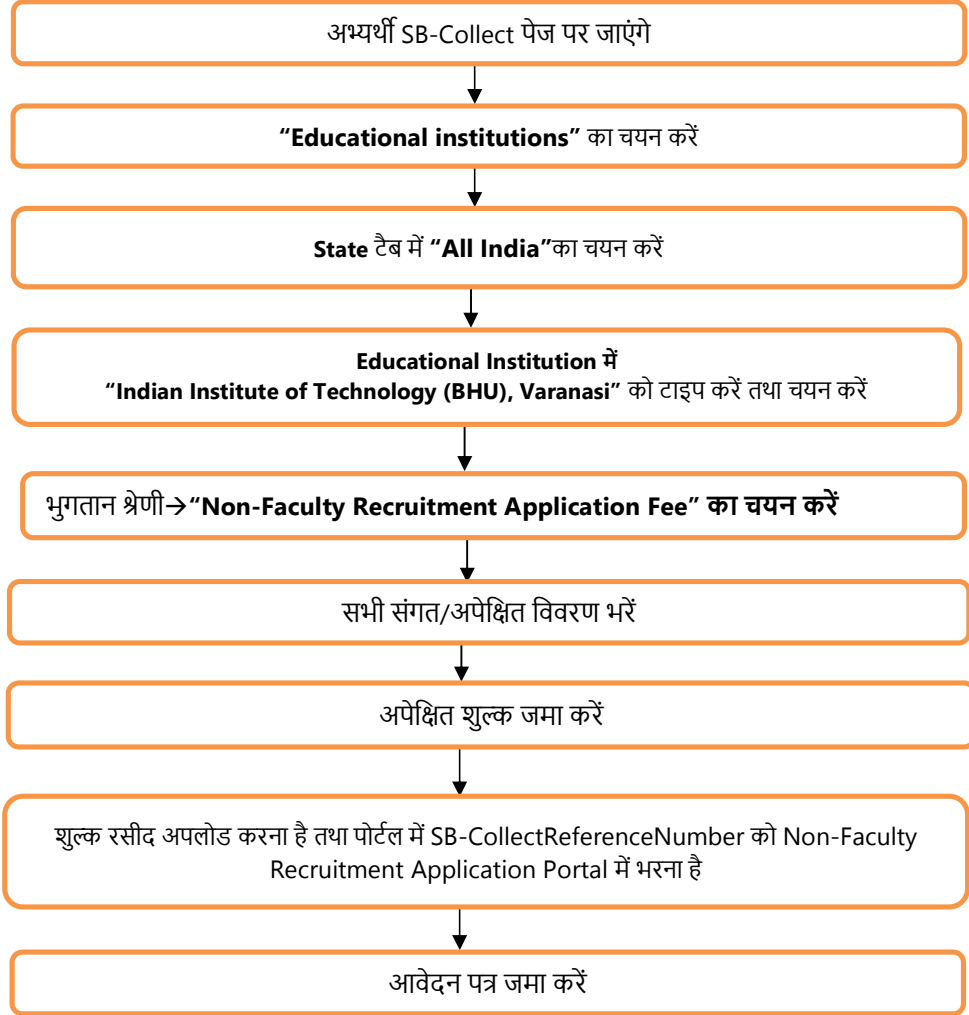 अभ्यर्थी SB-Collect पेज पर जाएंगे
“Educational institutions” का चयन करें
State टैब में “All India”का चयन करें
Educational Institution में
“Indian Institute of Technology (BHU), Varanasi” को टाइप करें तथा चयन करें
भुगतान श्रेणी→“Non-Faculty Recruitment Application Fee” का चयन करें
सभी संगत/अपेक्षित विवरण भरें
अपेक्षित शुल्क जमा करें
शुल्क रसीद अपलोड करना है तथा पोर्टल में SB-CollectReferenceNumber को Non-Faculty
Recruitment Application Portal में भरना है
आवेदन पत्र जमा करें